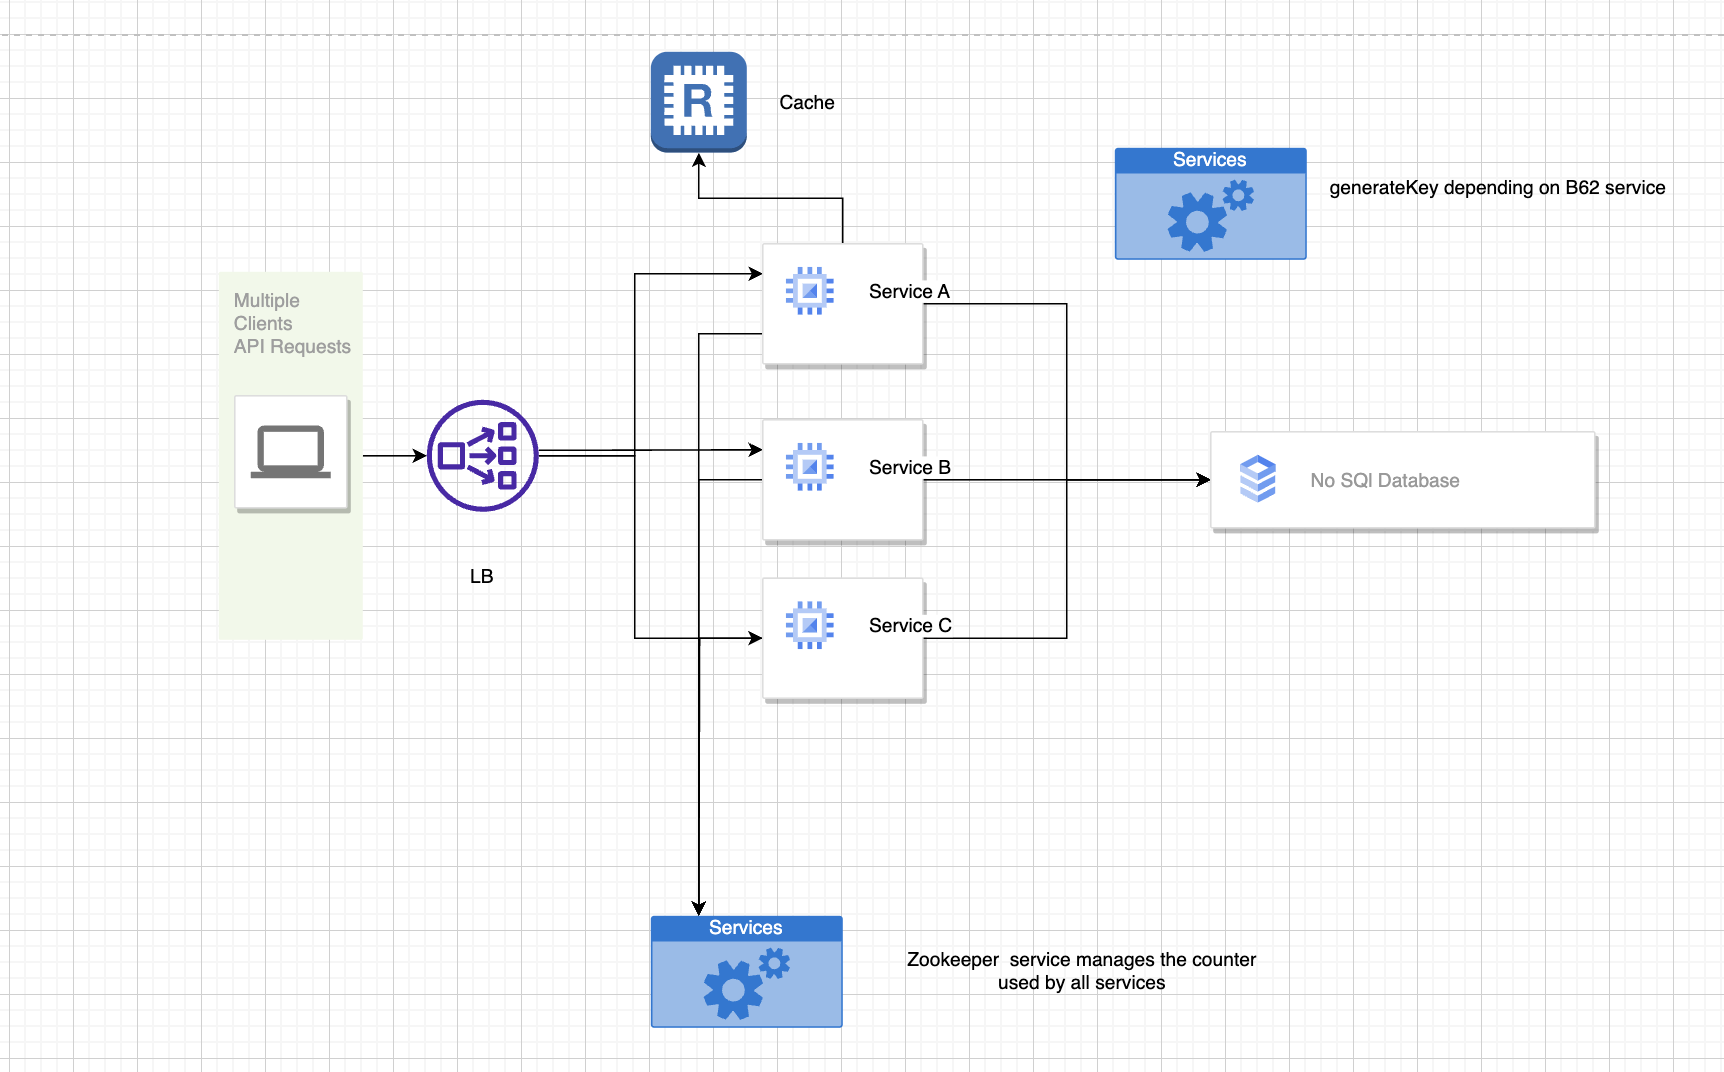 R
Cache
Services
generateKey depending on B62 service
Multiple
Clients
API Requests
Service A
Service B
No SQl Database
LB
Service C
Services
Zookeeper  service manages the counter
used by all services